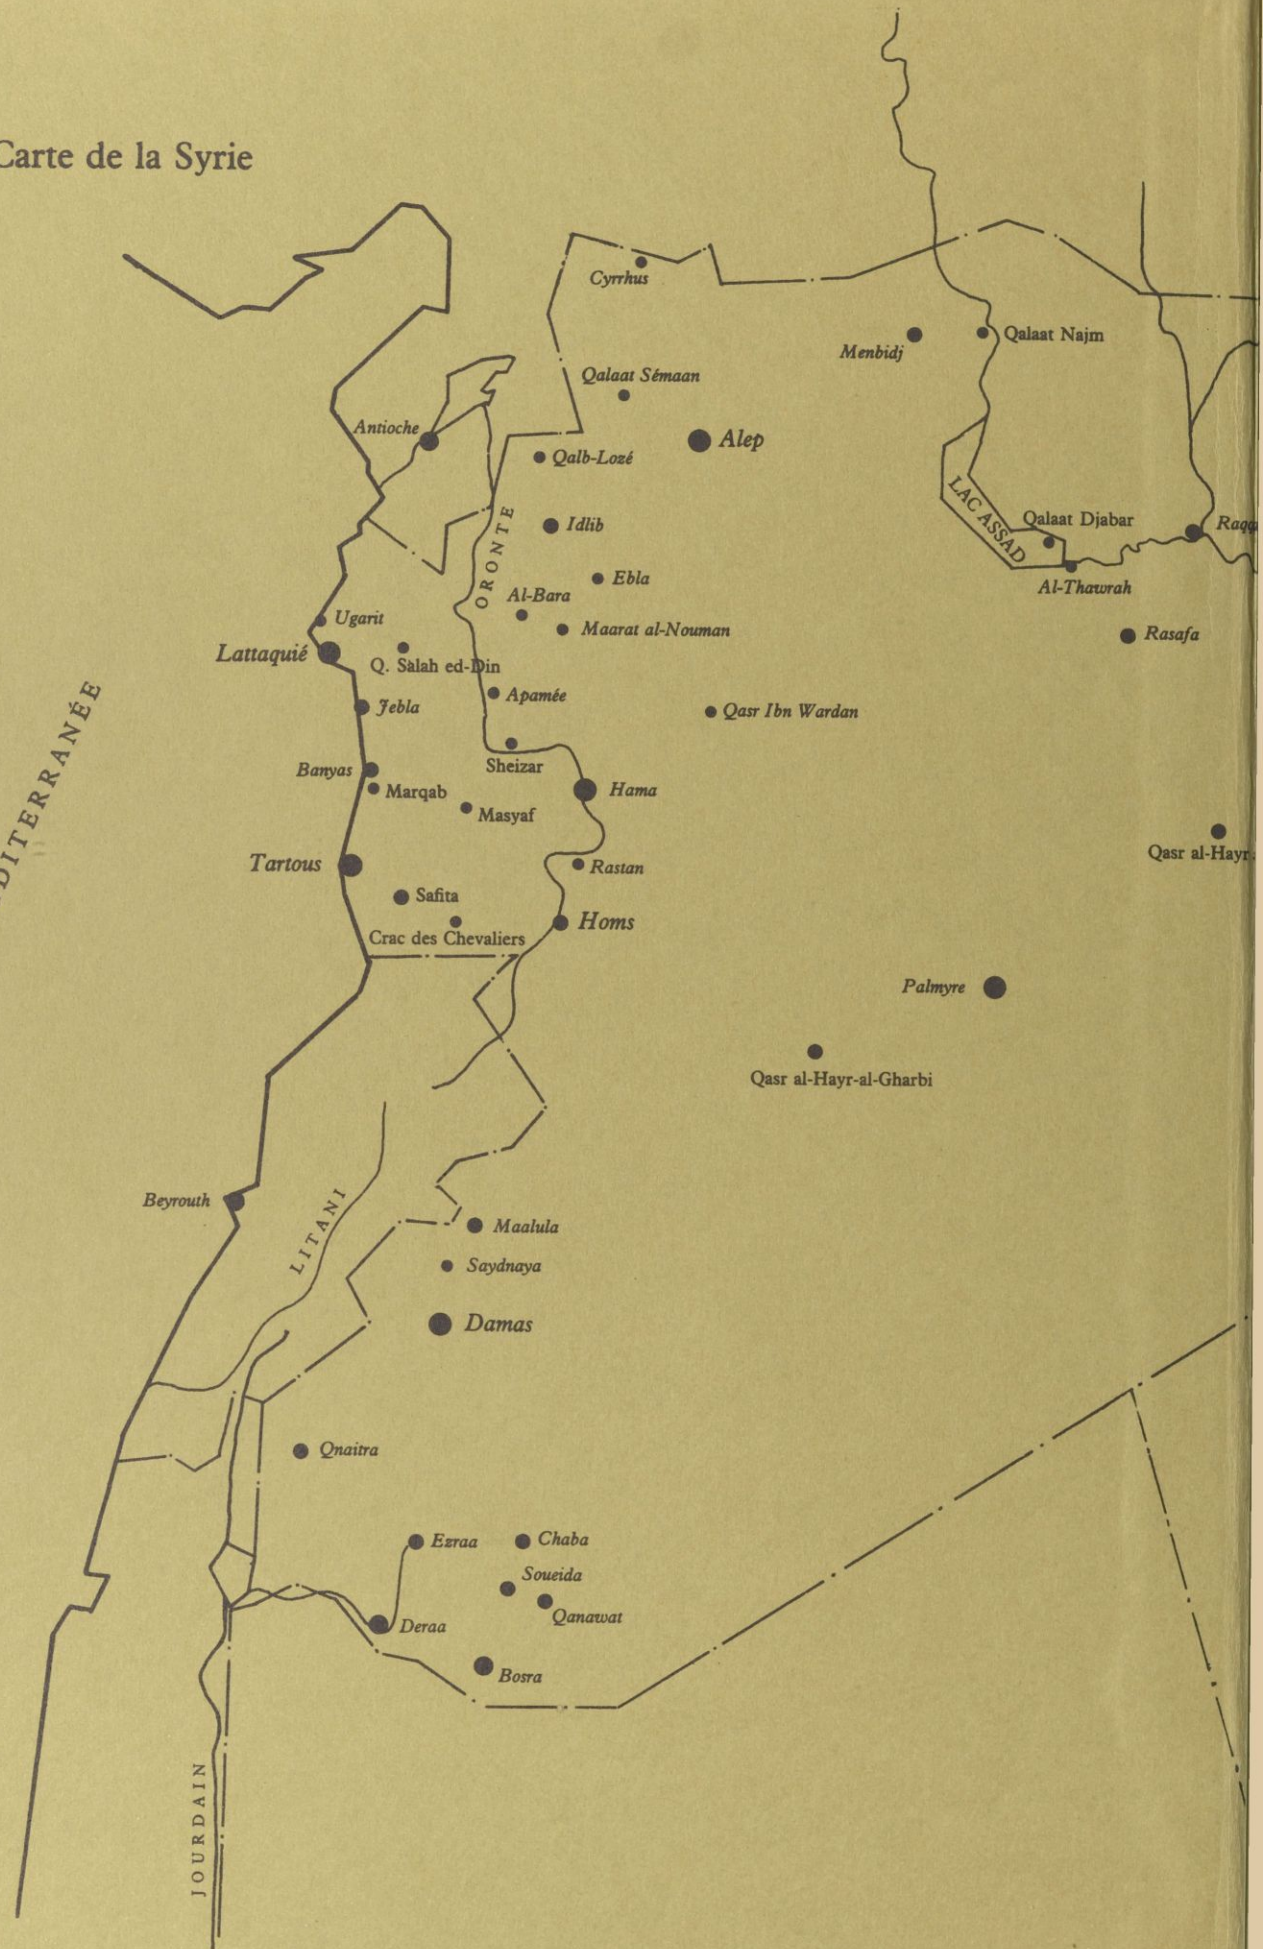 Carte de la Syrie
Cyrrhus
Qalaat Najm
Menbidj
Qalaat Sémaan
Antioche
Alep
Qalb-Lozé
LAC ASSAD
Qalaat Djabar
Idlib
ORONTE
Ebla
Al-Thawrah
Al-Bara
Ugarit
Maarat al-Nouman
Rasafa
Lattaquié
Q. Salah ed-Din
Apamée
Jebla
Qasr Ibn Wardan
Sheizar
Banyas
Marqab
Hama
Masyaf
Qasr al-Hayr
Tartous
Rastan
Safita
Homs
Crac des Chevaliers
Palmyre
Qasr al-Hayr-al-Gharbi
Beyrouth
LITANI
Maalula
Saydnaya
Damas
Qnaitra
Ezraa
Chaba
Soueida
Qanawat
Deraa
Bosra
JOURDAIN